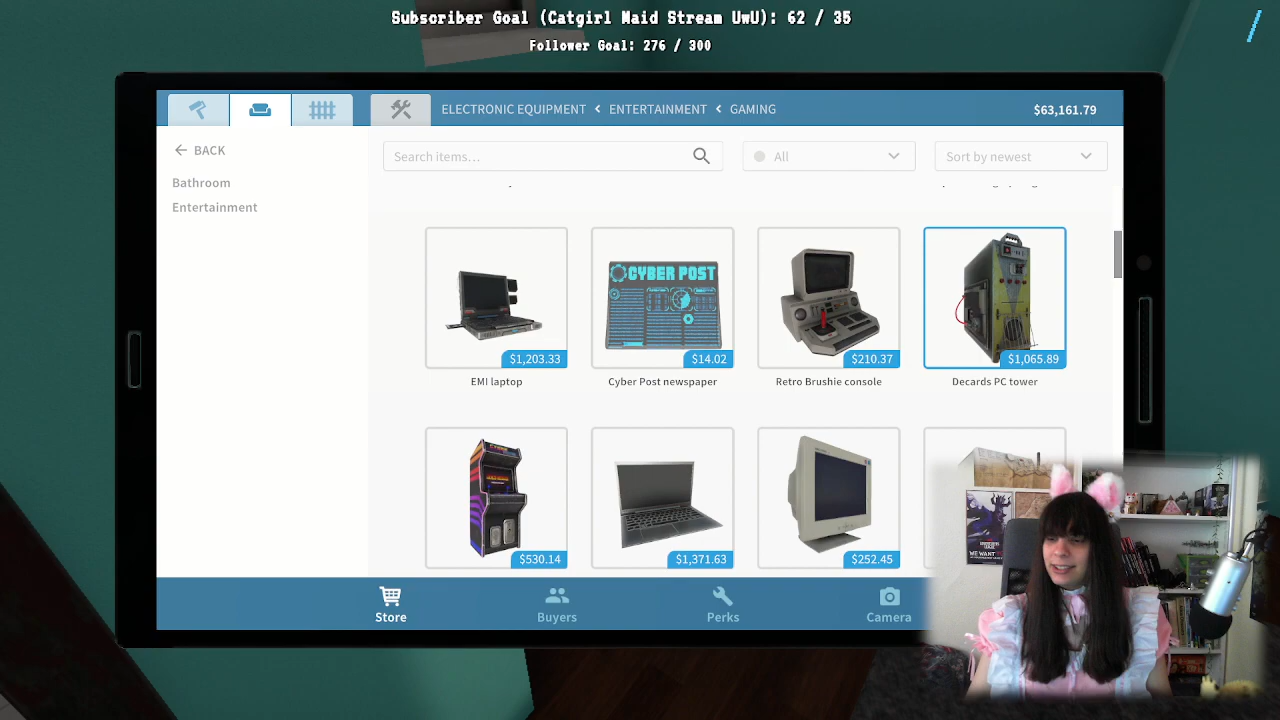 Subscriber Goal (Catgirl Maid Stream UwU): 62 / 35
Follower Goal: 276 / 300
ELECTRONIC EQUIPMENT < ENTERTAINMENT < GAMING
$63,161.79
BACK
Search items...
All
Sort by newest
Bathroom
Entertainment
CYBER POST
$1,203.33
$14.02
$210.37
$1,065.89
EMI laptop
Cyber Post newspaper
Retro Brushie console
Decards PC tower
$530.14
$1,371.63
$252.45
WE WANT
Store
Buyers
Perks
Camera